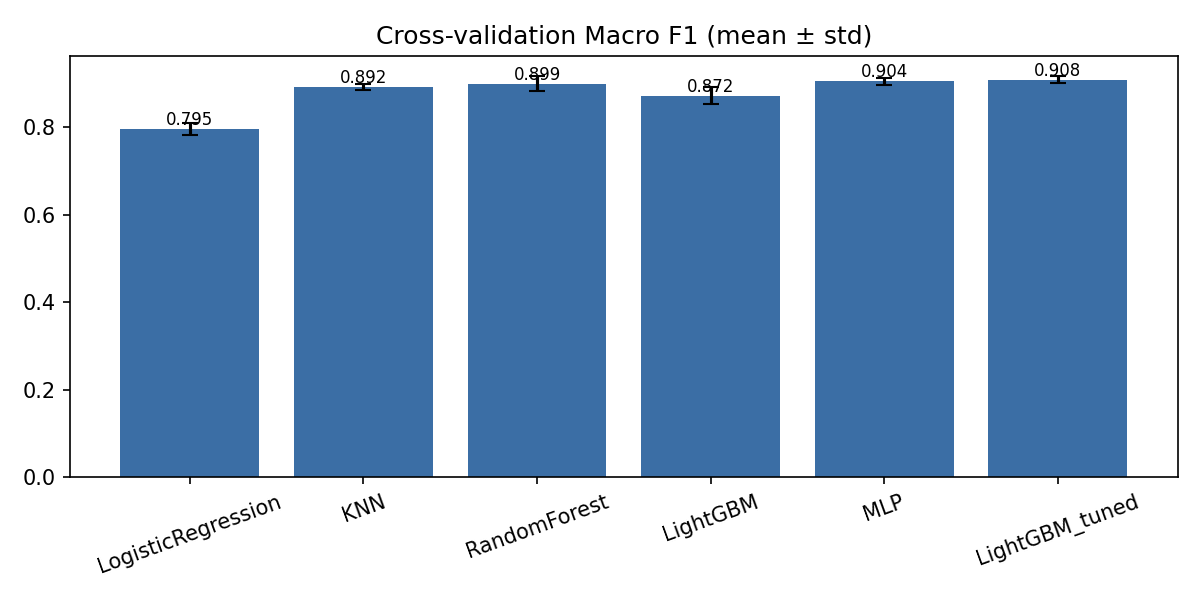 Cross-validation Macro F1 (mean ± std)
0.795
0.892
0.899
0.872
0.904
0.908
0.8
0.6
0.4
0.2
0.0
LogisticRegression
KNN
RandomForest
LightGBM
MLP
LightGBM_tuned